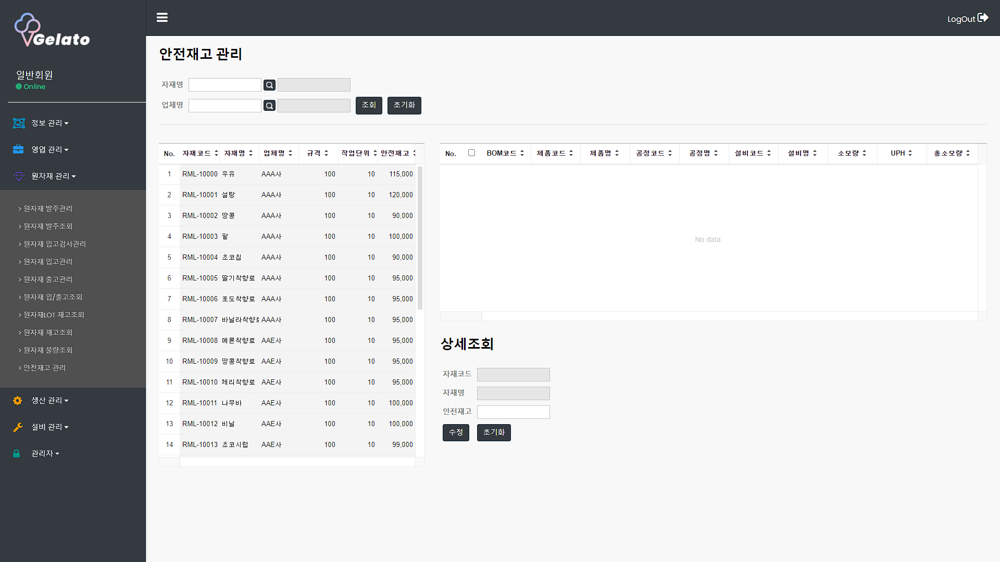 Gelato
LogOut
일반회원
Online
정보 관리
영업 관리
원자재 관리
> 원자재 발주관리
> 원자재 발주조회
> 원자재 입고검사관리
> 원자재 입고관리
> 원자재 출고관리
> 원자재 입/출고조회
> 원자재LOT 재고조회
> 원자재 재고조회
> 원자재 불량조회
> 안전재고 관리
생산 관리
설비 관리
관리자
안전재고 관리
자재명
업체명 조회 초기화
No. 자재코드 자재명 업체명 규격 작업단위 안전재고
1 RML-10000 우유 AAA사 100 10 115,000
2 RML-10001 설탕 AAA사 100 10 120,000
3 RML-10002 땅콩 AAA사 100 10 90,000
4 RML-10003 팥 AAA사 100 10 100,000
5 RML-10004 초코칩 AAA사 100 10 90,000
6 RML-10005 딸기착향료 AAA사 100 10 95,000
7 RML-10006 포도착향료 AAA사 100 10 95,000
8 RML-10007 바닐라착향료 AAA사 100 10 95,000
9 RML-10008 메론착향료 AAE사 100 10 95,000
10 RML-10009 땅콩착향료 AAE사 100 10 95,000
11 RML-10010 체리착향료 AAE사 100 10 95,000
12 RML-10011 나무바 AAE사 100 10 100,000
13 RML-10012 비닐 AAE사 100 10 100,000
14 RML-10013 초코시럽 AAE사 100 10 99,000
No. BOM코드 제품코드 제품명 공정코드 공정명 설비코드 설비명 소모량 UPH 총소모량
No data.
상세조회
자재코드
자재명
안전재고
수정 초기화